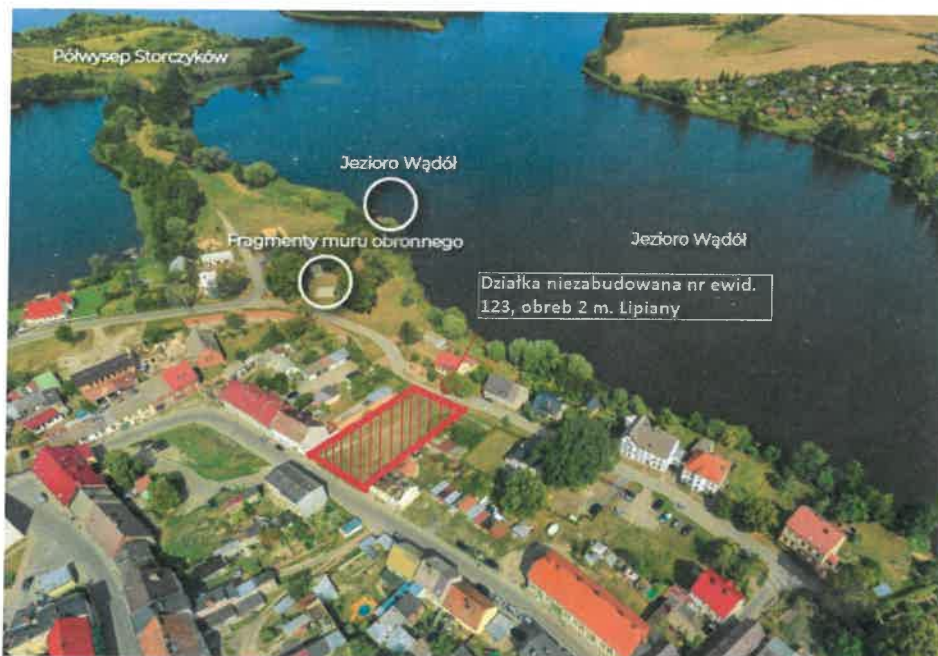 Półwysep Storczyków
Jezioro Wądół
Fragmenty muru obronnego
Jezioro Wądół
Działka niezabudowana nr ewid.
123, obreb 2 m. Lipiany